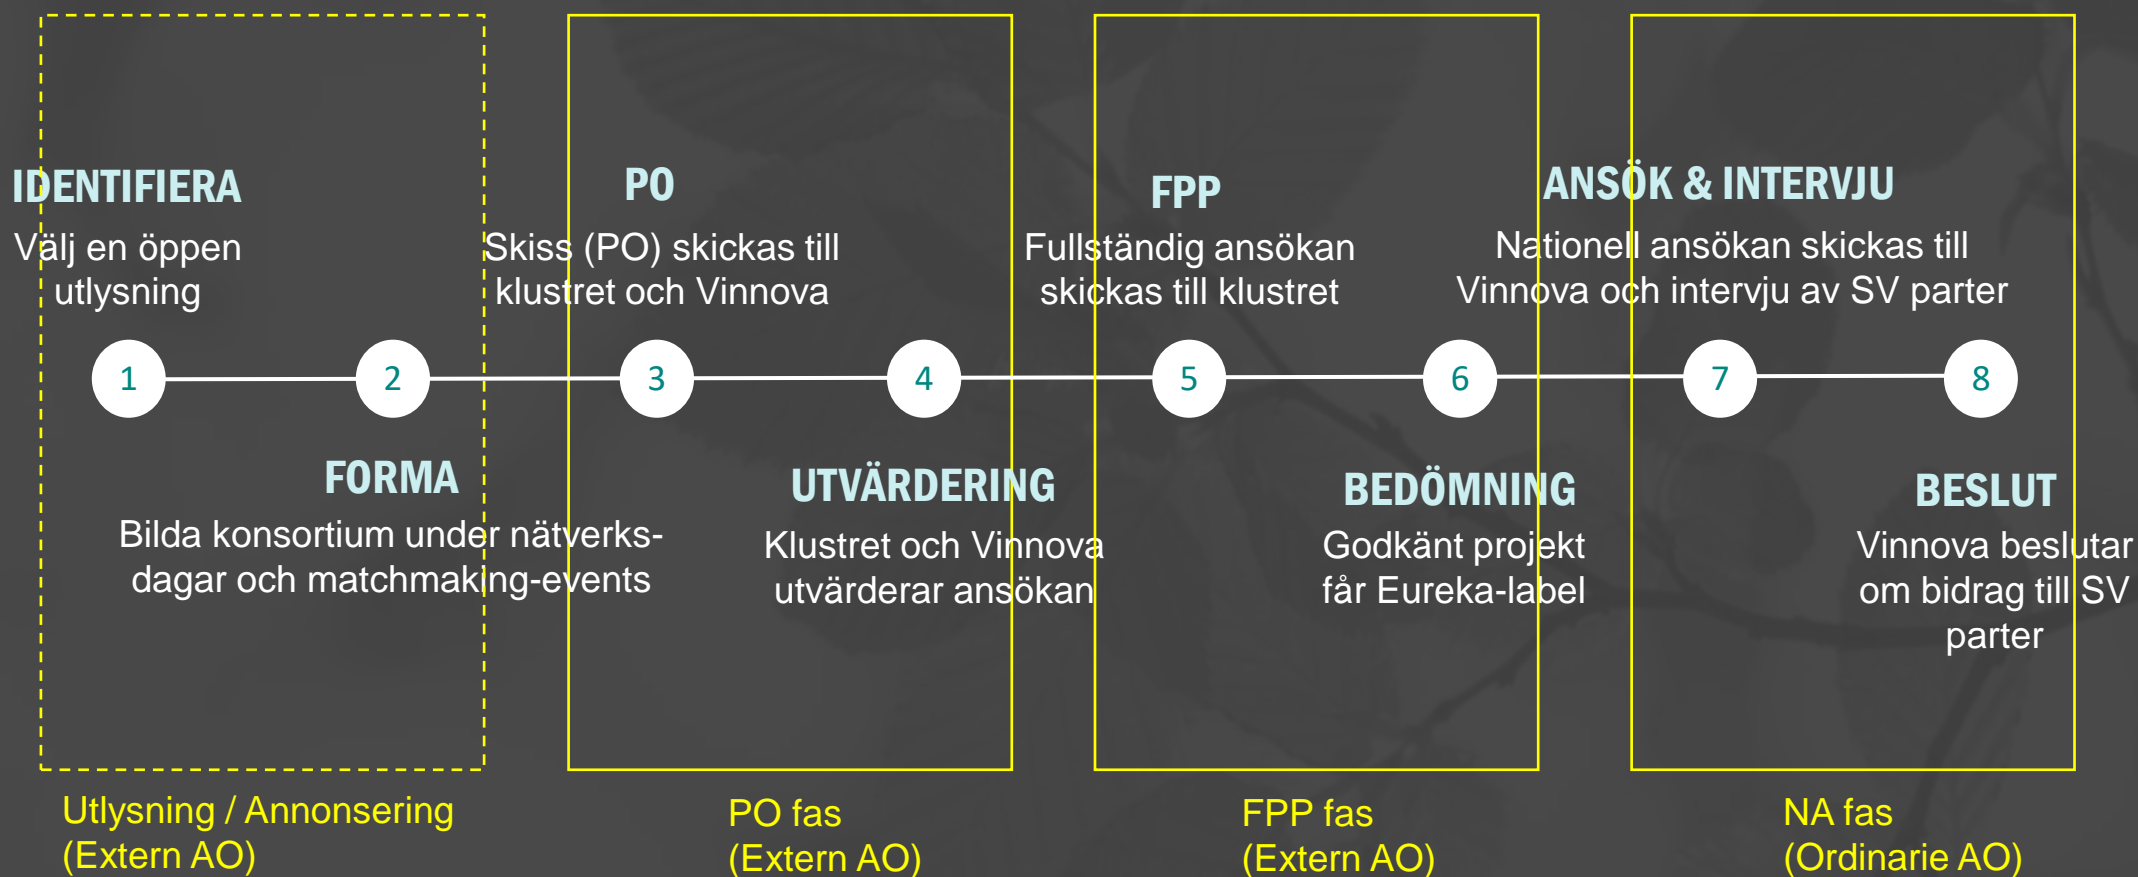 IDENTIFIERA
Välj en öppen
utlysning
PO
Skiss (PO) skickas till
klustret och Vinnova
FPP
Fullständig ansökan
skickas till klustret
ANSÖK & INTERVJU
Nationell ansökan skickas till
Vinnova och intervju av SV parter
1
2
3
4
5
6
7
8
FORMA
Bilda konsortium under nätverks-
dagar och matchmaking-events
UTVÄRDERING
Klustret och Vinnova
utvärderar ansökan
BEDÖMNING
Godkänt projekt
får Eureka-label
BESLUT
Vinnova beslutar
om bidrag till SV
parter
Utlysning / Annonsering
(Extern AO)
PO fas
(Extern AO)
FPP fas
(Extern AO)
NA fas
(Ordinarie AO)